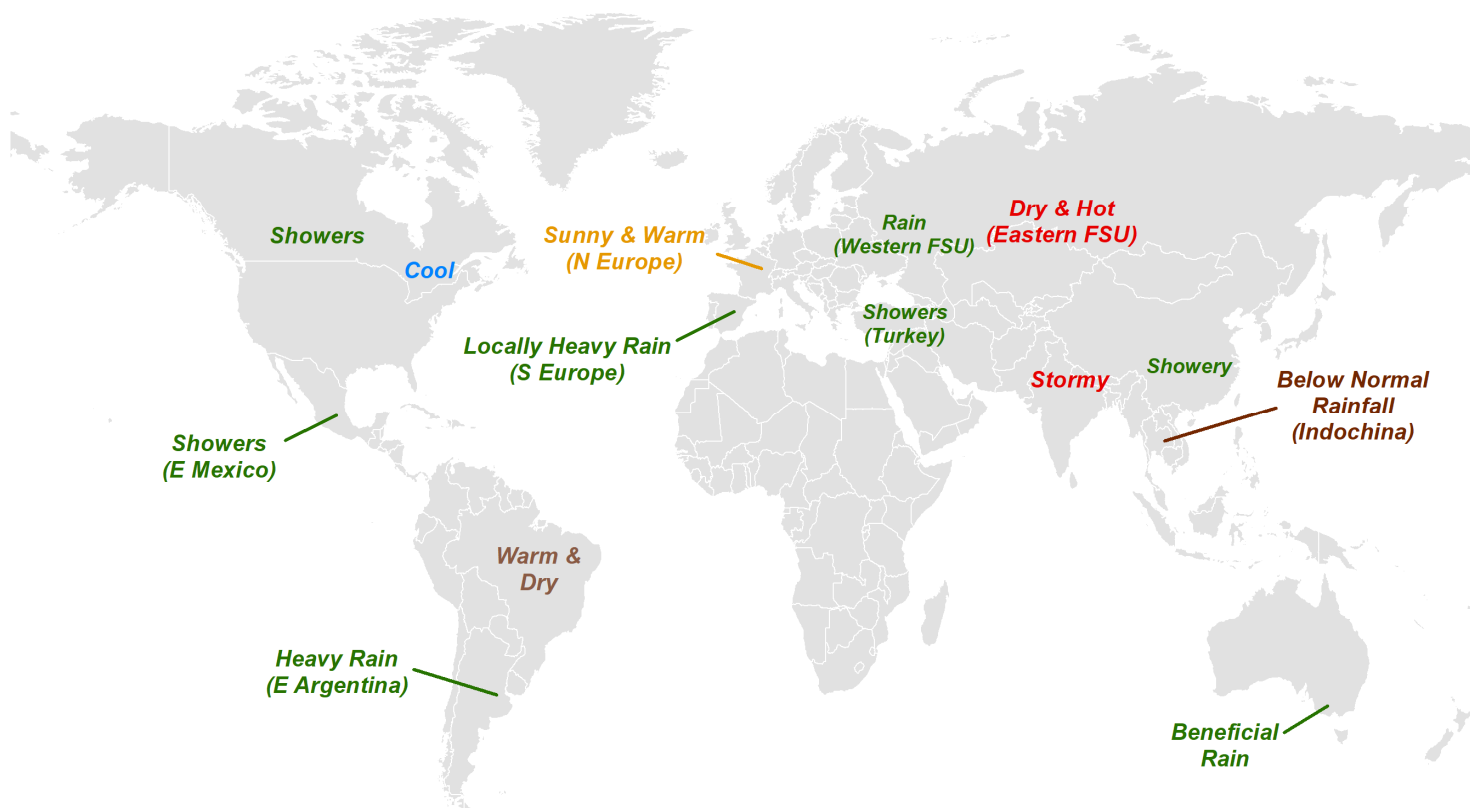 Showers
Cool
Sunny & Warm
(N Europe)
Rain
(Western FSU)
Dry & Hot
(Eastern FSU)
Locally Heavy Rain
(S Europe)
Showers
(Turkey)
Stormy
Showery
Below Normal
Rainfall
(Indochina)
Showers
(E Mexico)
Warm &
Dry
Heavy Rain
(E Argentina)
Beneficial
Rain